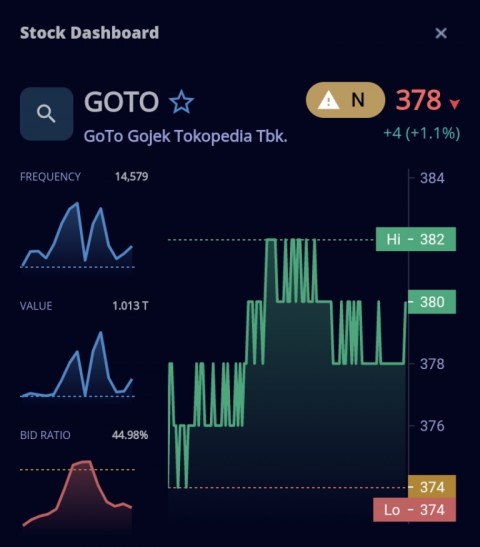 Stock Dashboard
GOTO
N
378
GoTo Gojek Tokopedia Tbk.
+4 (+1.1%)
FREQUENCY 14,579
VALUE 1.013 T
BID RATIO 44.98%
384
Hi - 382
380
378
376
374
Lo - 374